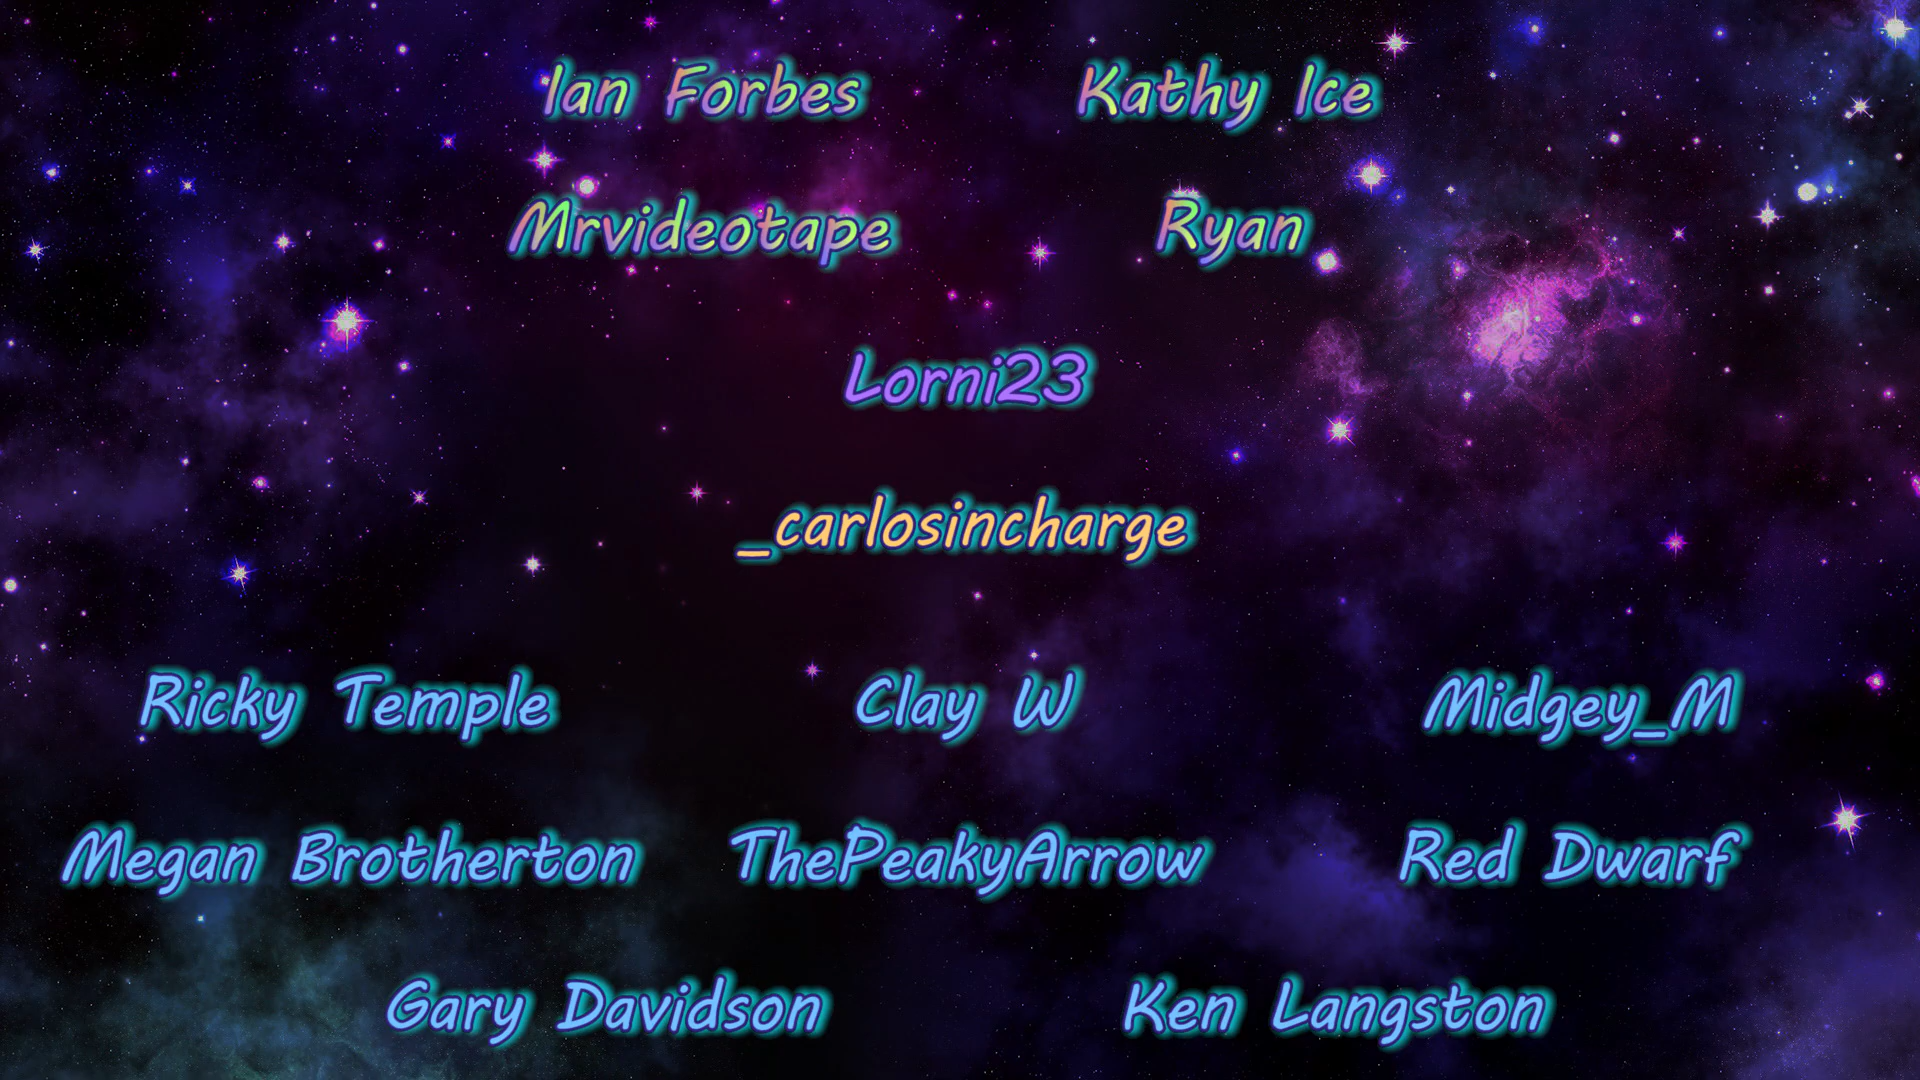 Ian Forbes Kathy Ice
Mrvideotape Ryan
Lorni23
_carlosincharge
Ricky Temple Clay W Midgey_M
Megan Brotherton ThePeakyArrow Red Dwarf
Gary Davidson Ken Langston